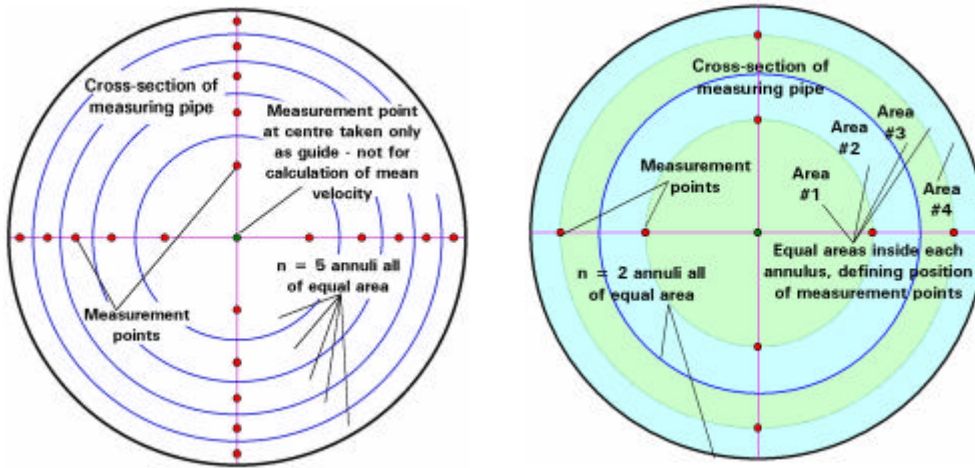 Cross-section of
measuring pipe
Measurement point
at centre taken only
as guide - not for
calculation of mean
velocity
n = 5 annuli all
of equal area
Measurement
points
Cross-section of
measuring pipe
Area
#3
Area
#2
Measurement
points
Area
#1
Area
#4
Equal areas inside each
annulus, defining position
of measurement points
n = 2 annuli all
of equal area